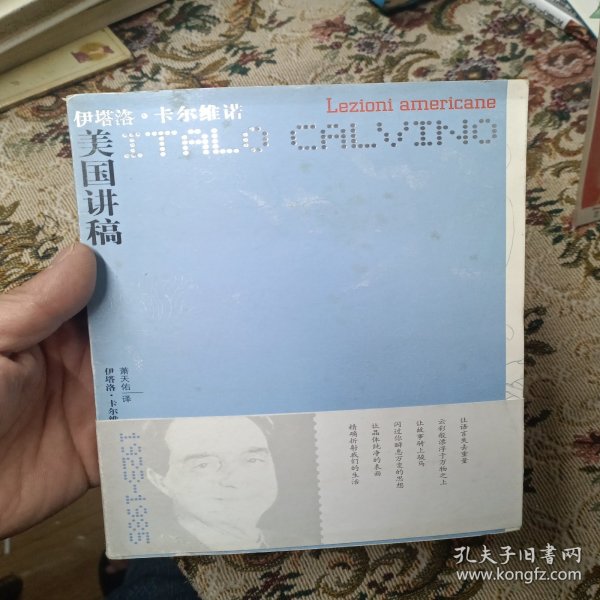 Lezioni americane
伊塔洛·卡尔维诺
ITALO CALVINO
美国讲稿
萧天佑 译
伊塔洛·卡尔维
让语言失去重量
云彩般漂浮于万物之上
让故事骑上骏马
闪过你瞬息万变的思想
让晶体纯净的表面
精确折射我们的生活
孔夫子旧书网
www.kongfz.com